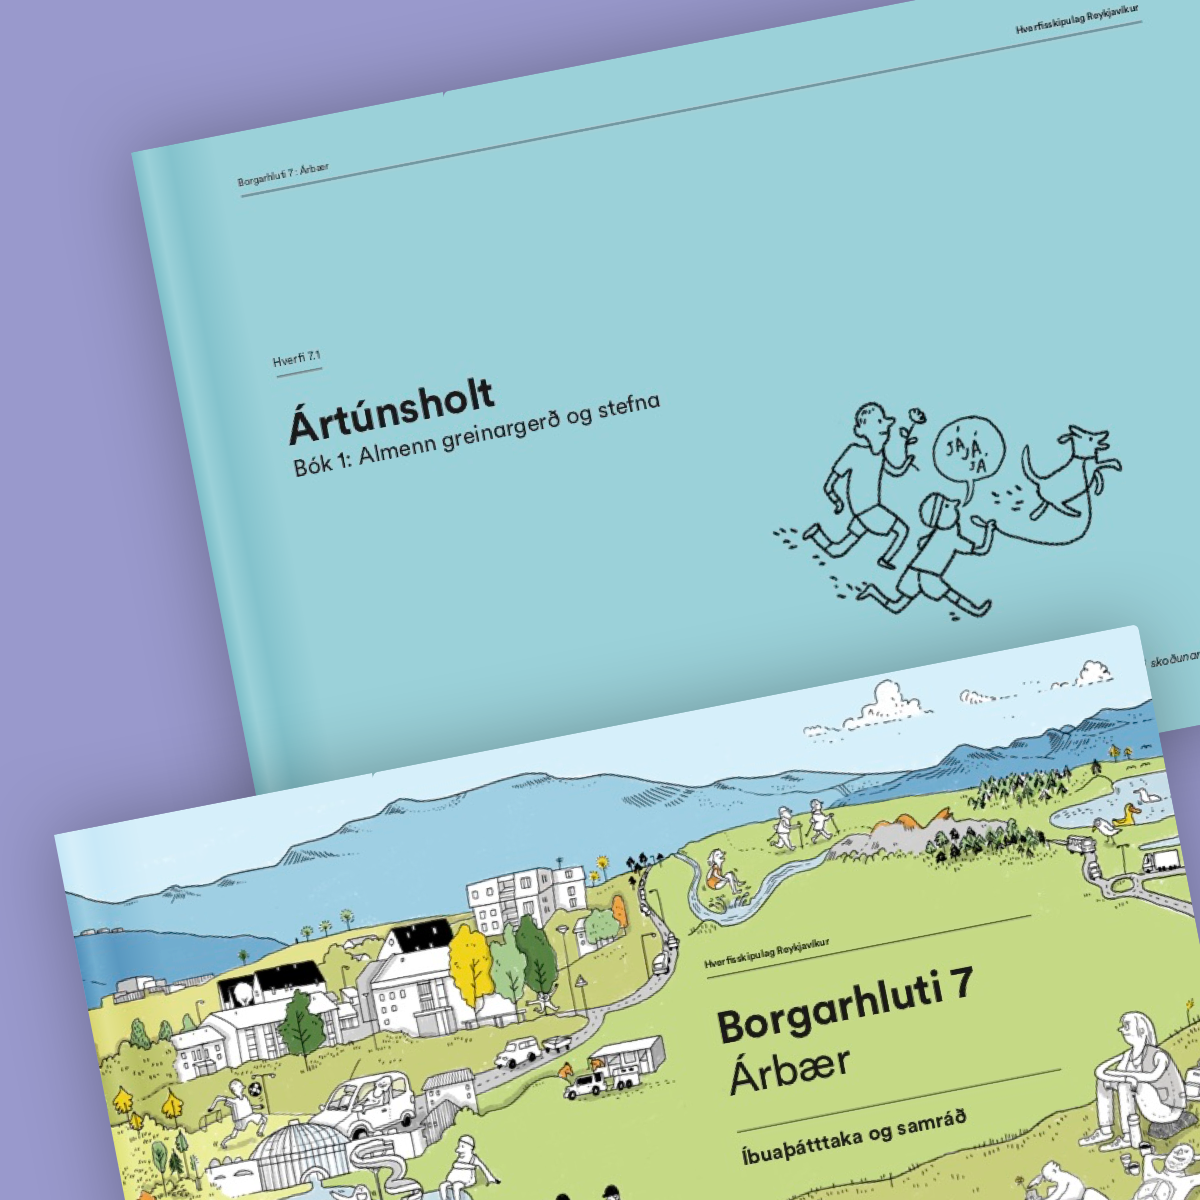 Hverfisskipulag Reykjavíkur
Borgarhluti 7: Árbær
Hverfi 7.1
Ártúnsholt
Bók 1: Almenn greinargerð og stefna
JÁ, JÁ, JÁ
skoðunar
Hverfisskipulag Reykjavíkur
Borgarhluti 7
Árbær
Íbuaþátttaka og samráð